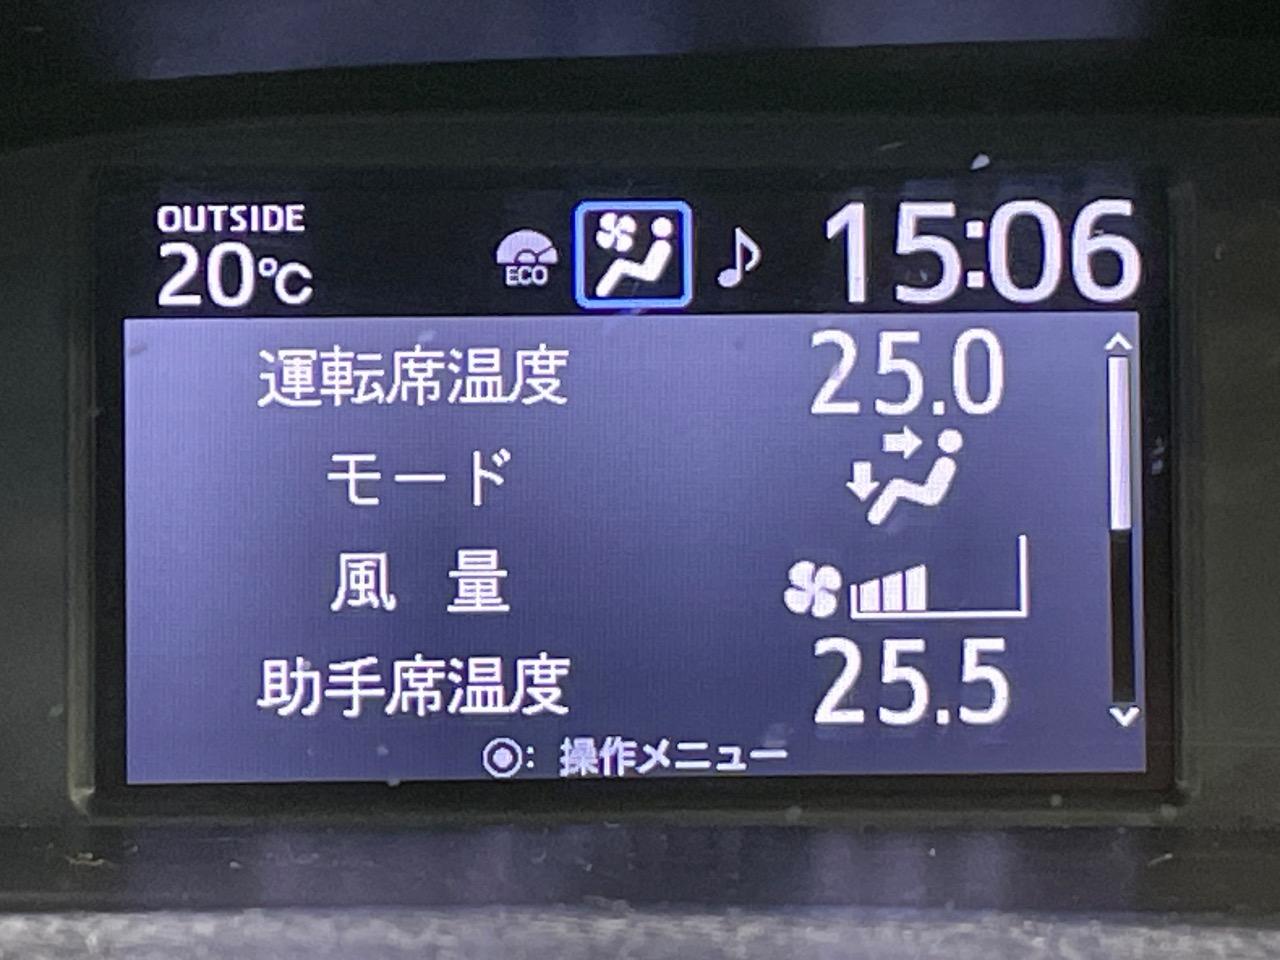 OUTSIDE
20℃
ECO
15:06
運転席温度 25.0
モード
風 量
助手席温度 25.5
◉: 操作メニュー